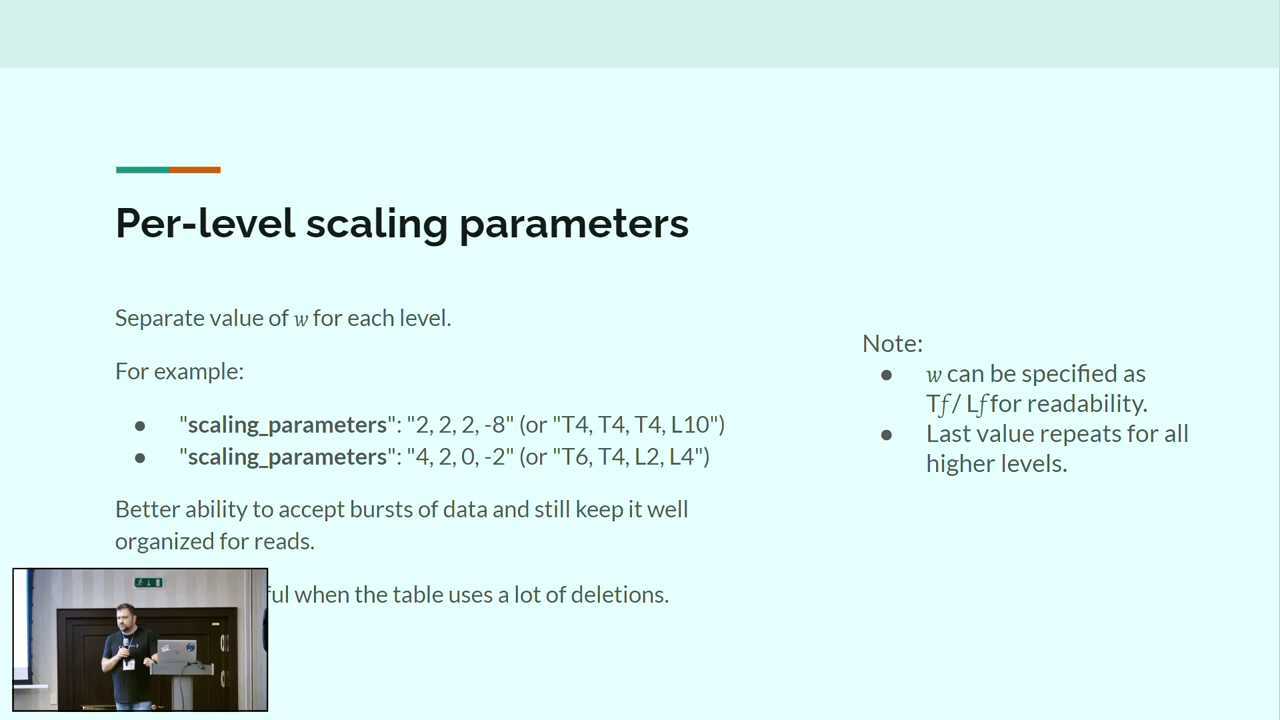 Per-level scaling parameters
Separate value of w for each level.
For example:
● "scaling_parameters": "2, 2, 2, -8" (or "T4, T4, T4, L10")
● "scaling_parameters": "4, 2, 0, -2" (or "T6, T4, L2, L4")
Better ability to accept bursts of data and still keep it well
organized for reads.
when the table uses a lot of deletions.
Note:
● w can be specified as
Tf / Lf for readability.
● Last value repeats for all
higher levels.